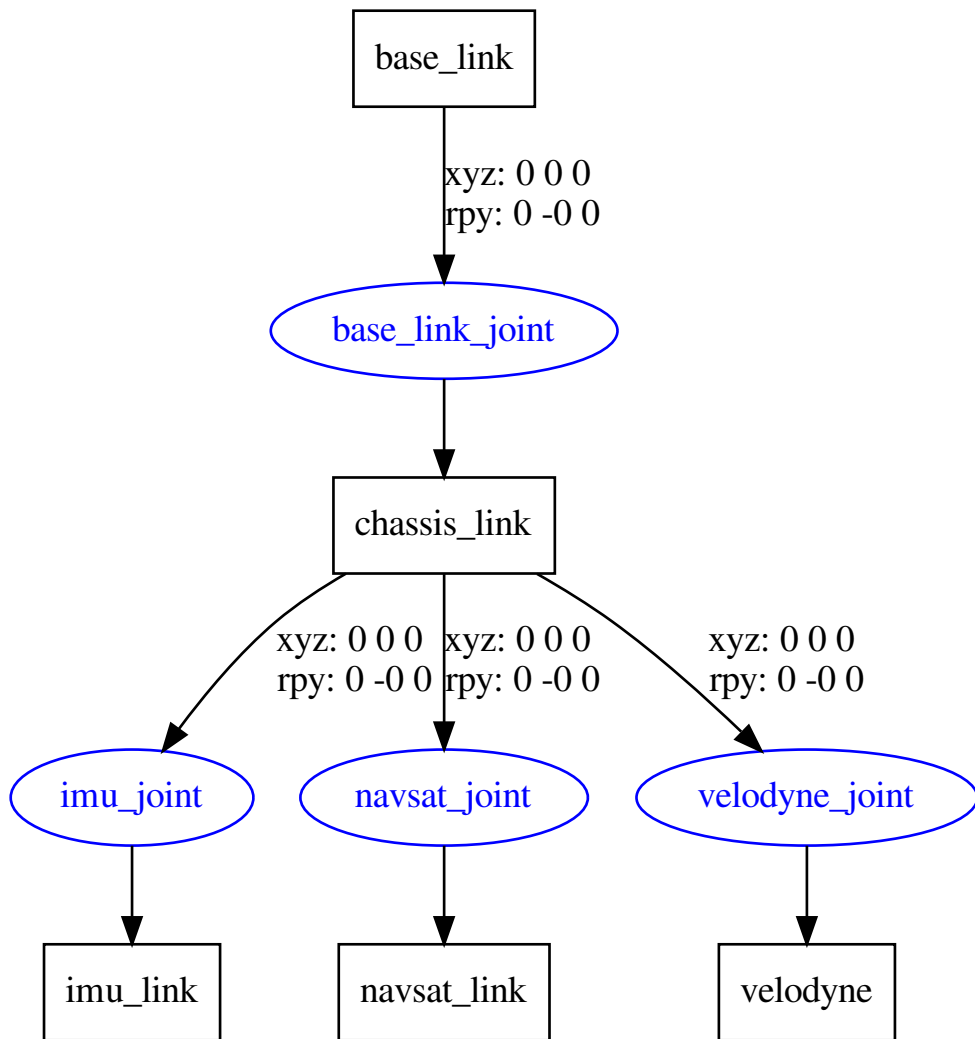 base_link
xyz: 0 0 0
rpy: 0 -0 0
base_link_joint
chassis_link
xyz: 0 0 0
rpy: 0 -0 0
xyz: 0 0 0
rpy: 0 -0 0
xyz: 0 0 0
rpy: 0 -0 0
imu_joint
navsat_joint
velodyne_joint
imu_link
navsat_link
velodyne